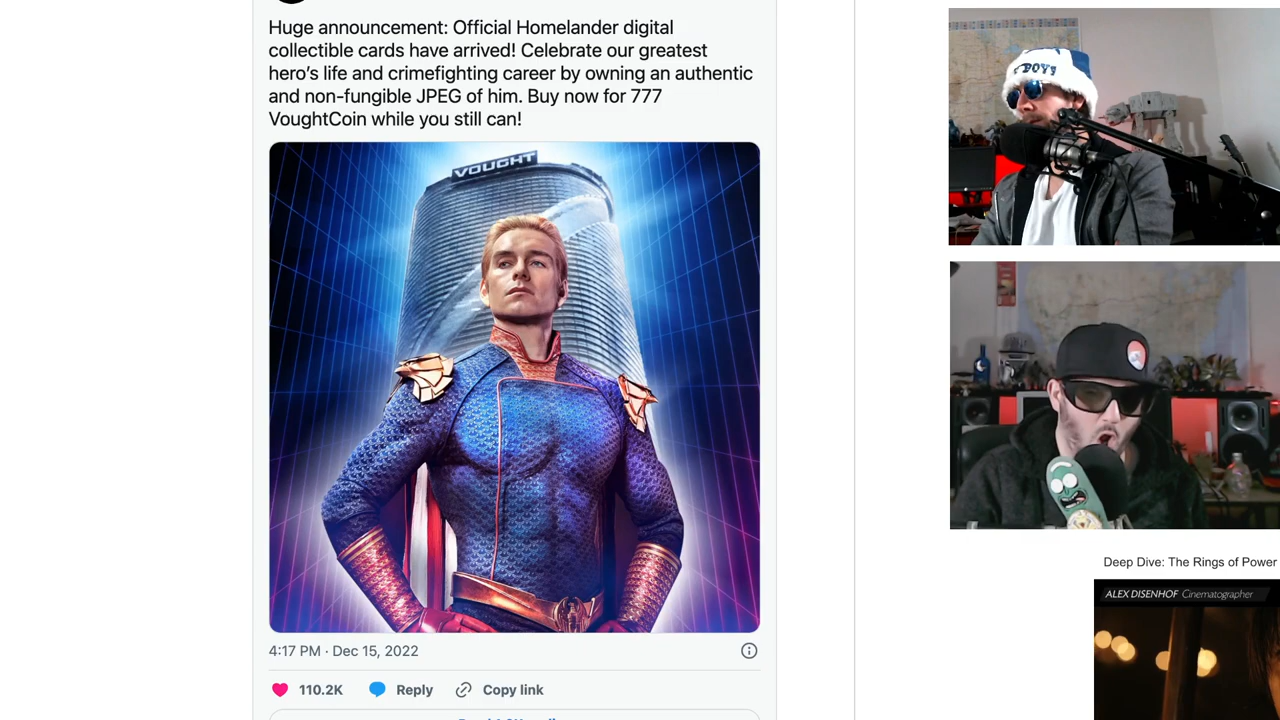 Huge announcement: Official Homelander digital
collectible cards have arrived! Celebrate our greatest
hero’s life and crimefighting career by owning an authentic
and non-fungible JPEG of him. Buy now for 777
VoughtCoin while you still can!
VOUGHT
4:17 PM · Dec 15, 2022
110.2K
Reply
Copy link
BOYS
Deep Dive: The Rings of Power
ALEX DISENHOF Cinematographer